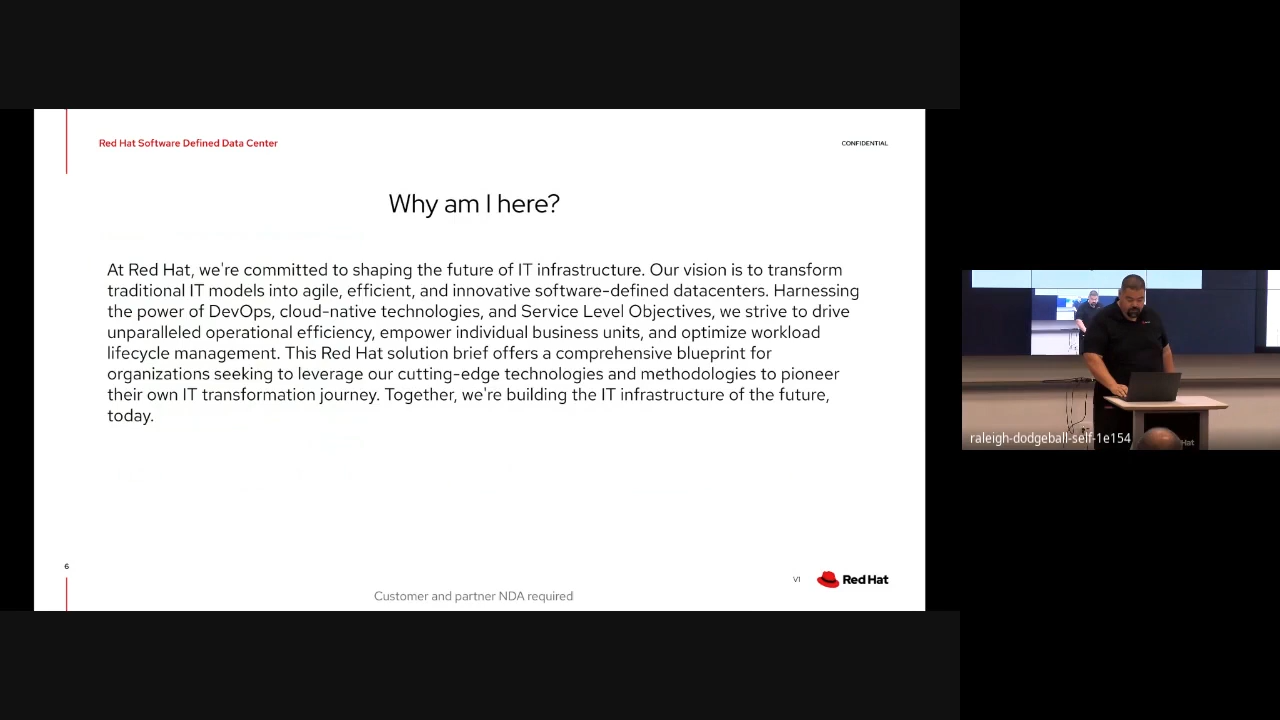 Red Hat Software Defined Data Center
CONFIDENTIAL
Why am I here?
At Red Hat, we're committed to shaping the future of IT infrastructure. Our vision is to transform
traditional IT models into agile, efficient, and innovative software-defined datacenters. Harnessing
the power of DevOps, cloud-native technologies, and Service Level Objectives, we strive to drive
unparalleled operational efficiency, empower individual business units, and optimize workload
lifecycle management. This Red Hat solution brief offers a comprehensive blueprint for
organizations seeking to leverage our cutting-edge technologies and methodologies to pioneer
their own IT transformation journey. Together, we're building the IT infrastructure of the future,
today.
6
V1
Red Hat
Customer and partner NDA required
raleigh-dodgeball-self-1e154
Hat